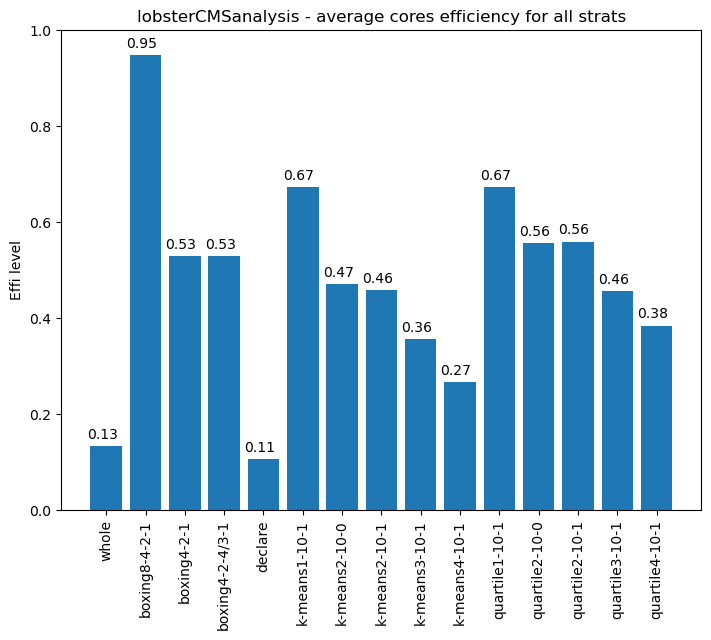 lobsterCMSanalysis - average cores efficiency for all strats
Effi level
1.0
0.8
0.6
0.4
0.2
0.0
0.13
0.95
0.53
0.53
0.11
0.67
0.47
0.46
0.36
0.27
0.67
0.56
0.56
0.46
0.38
whole
boxing8-4-2-1
boxing4-2-1
boxing4-2-4/3-1
declare
k-means1-10-1
k-means2-10-0
k-means2-10-1
k-means3-10-1
k-means4-10-1
quartile1-10-1
quartile2-10-0
quartile2-10-1
quartile3-10-1
quartile4-10-1